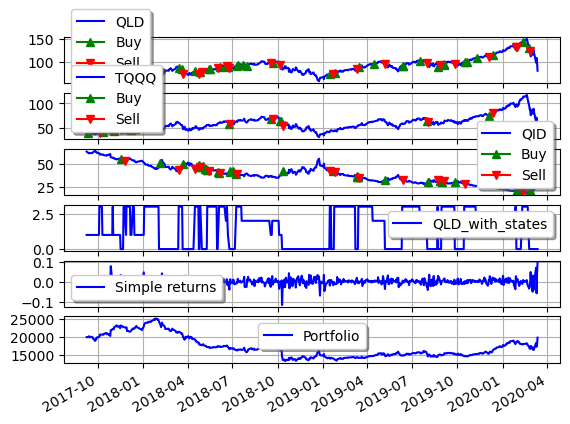 QLD
Buy
Sell
150
100
TQQQ
Buy
Sell
100
50
QID
Buy
Sell
50
25
QLD_with_states
2.5
0.0
Simple returns
0.1
0.0
−0.1
Portfolio
25000
20000
15000
2017-10
2018-01
2018-04
2018-07
2018-10
2019-01
2019-04
2019-07
2019-10
2020-01
2020-04